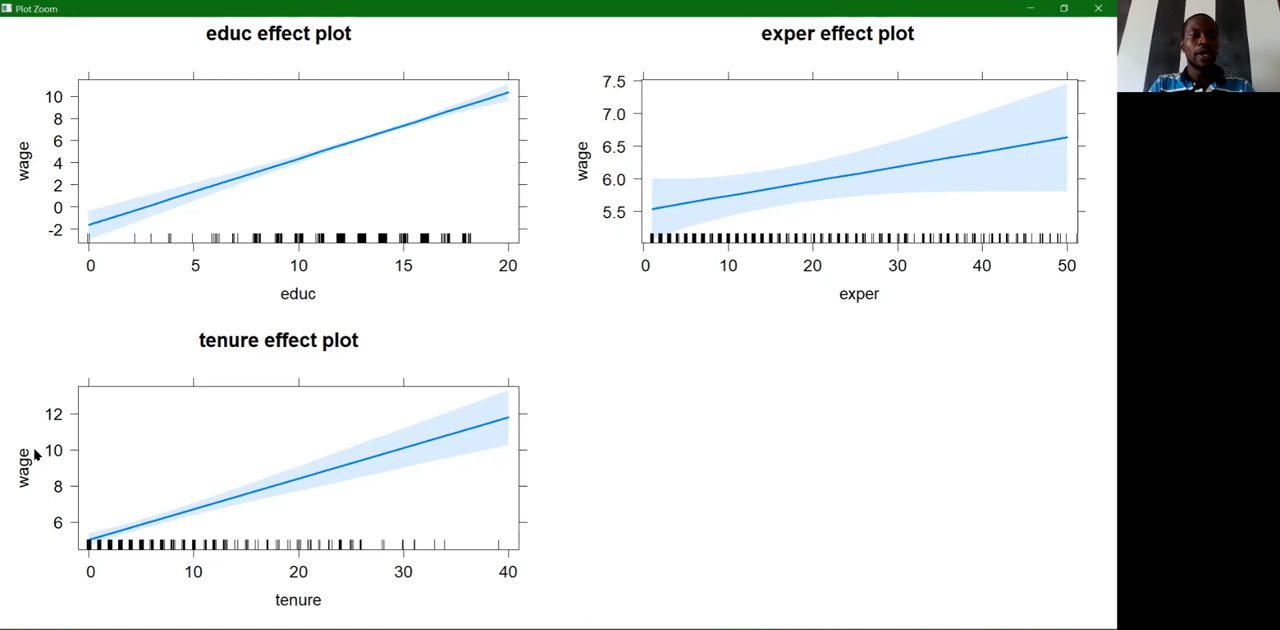 Plot Zoom
educ effect plot
wage
10
8
6
4
2
0
-2
0 5 10 15 20
educ
exper effect plot
wage
7.5
7.0
6.5
6.0
5.5
0 10 20 30 40 50
exper
tenure effect plot
wage
12
10
8
6
0 10 20 30 40
tenure